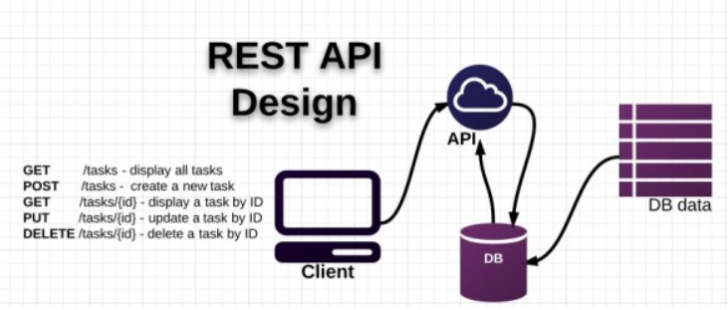 REST API
Design
API
GET /tasks - display all tasks
POST /tasks - create a new task
GET /tasks/{id} - display a task by ID
PUT /tasks/{id} - update a task by ID
DELETE /tasks/{id} - delete a task by ID
Client
DB
DB data